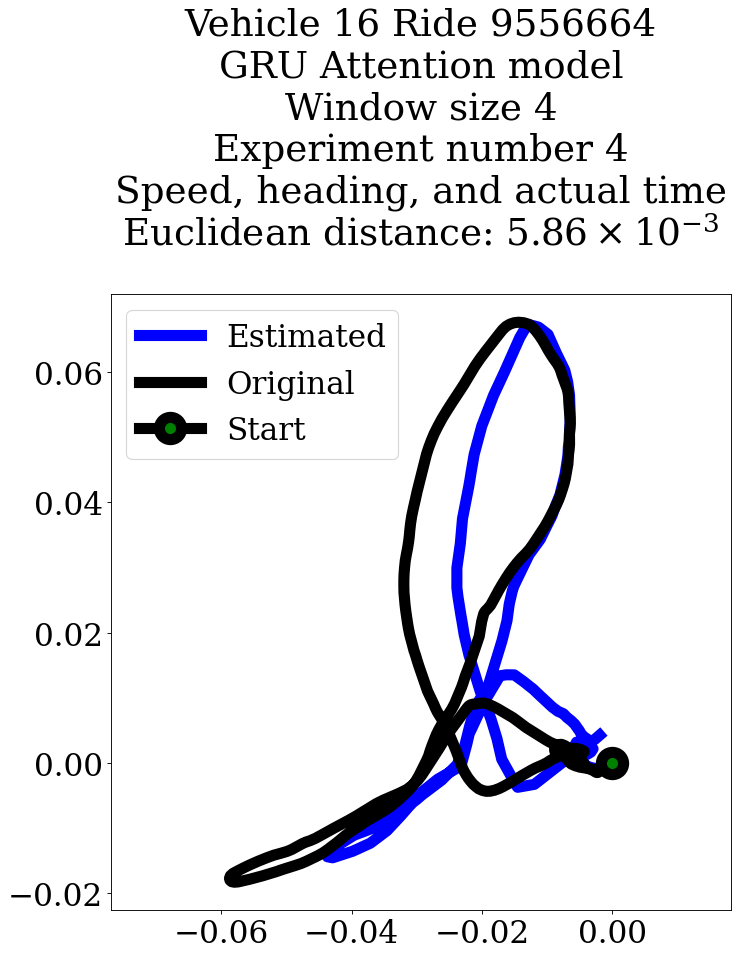 Vehicle 16 Ride 9556664
GRU Attention model
Window size 4
Experiment number 4
Speed, heading, and actual time
Euclidean distance: 5.86 × 10⁻³
Estimated
Original
Start
0.06
0.04
0.02
0.00
−0.02
−0.06 −0.04 −0.02 0.00